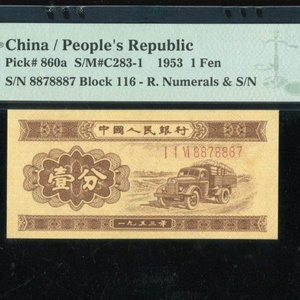 China / People's Republic
Pick# 860a S/M#C283-1 1953 1 Fen
S/N 8878887 Block 116 - R. Numerals & S/N
中國人民銀行
I I VI 8878887
壹分
一九五三年